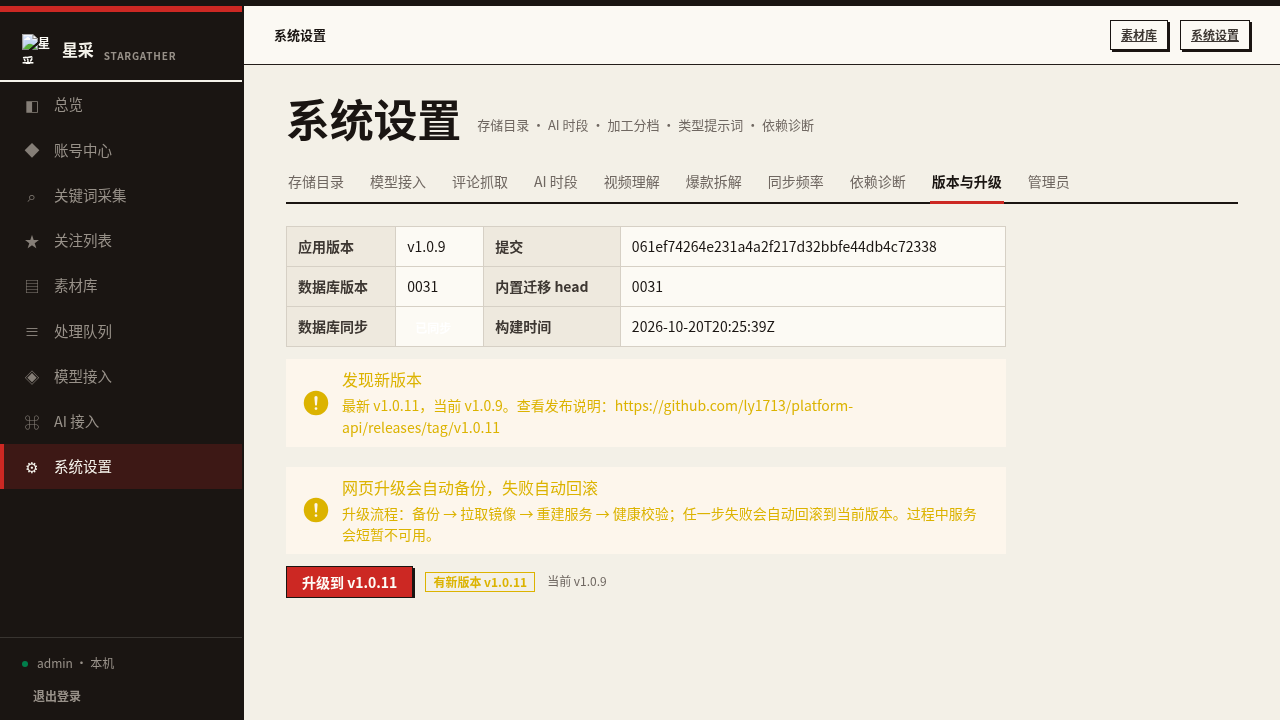 星采
星采 STARGATHER
总览
账号中心
关键词采集
关注列表
素材库
处理队列
模型接入
AI 接入
系统设置
admin · 本机
退出登录
系统设置
素材库
系统设置
系统设置
存储目录 · AI 时段 · 加工分档 · 类型提示词 · 依赖诊断
存储目录 模型接入 评论抓取 AI 时段 视频理解 爆款拆解 同步频率 依赖诊断 版本与升级 管理员
应用版本 v1.0.9 提交 061ef74264e231a4a2f217d32bbfe44db4c72338
数据库版本 0031 内置迁移 head 0031
数据库同步 构建时间 2026-10-20T20:25:39Z
发现新版本
最新 v1.0.11，当前 v1.0.9。查看发布说明：https://github.com/ly1713/platform-
api/releases/tag/v1.0.11
网页升级会自动备份，失败自动回滚
升级流程：备份 → 拉取镜像 → 重建服务 → 健康校验；任一步失败会自动回滚到当前版本。过程中服务
会短暂不可用。
升级到 v1.0.11
有新版本 v1.0.11
当前 v1.0.9